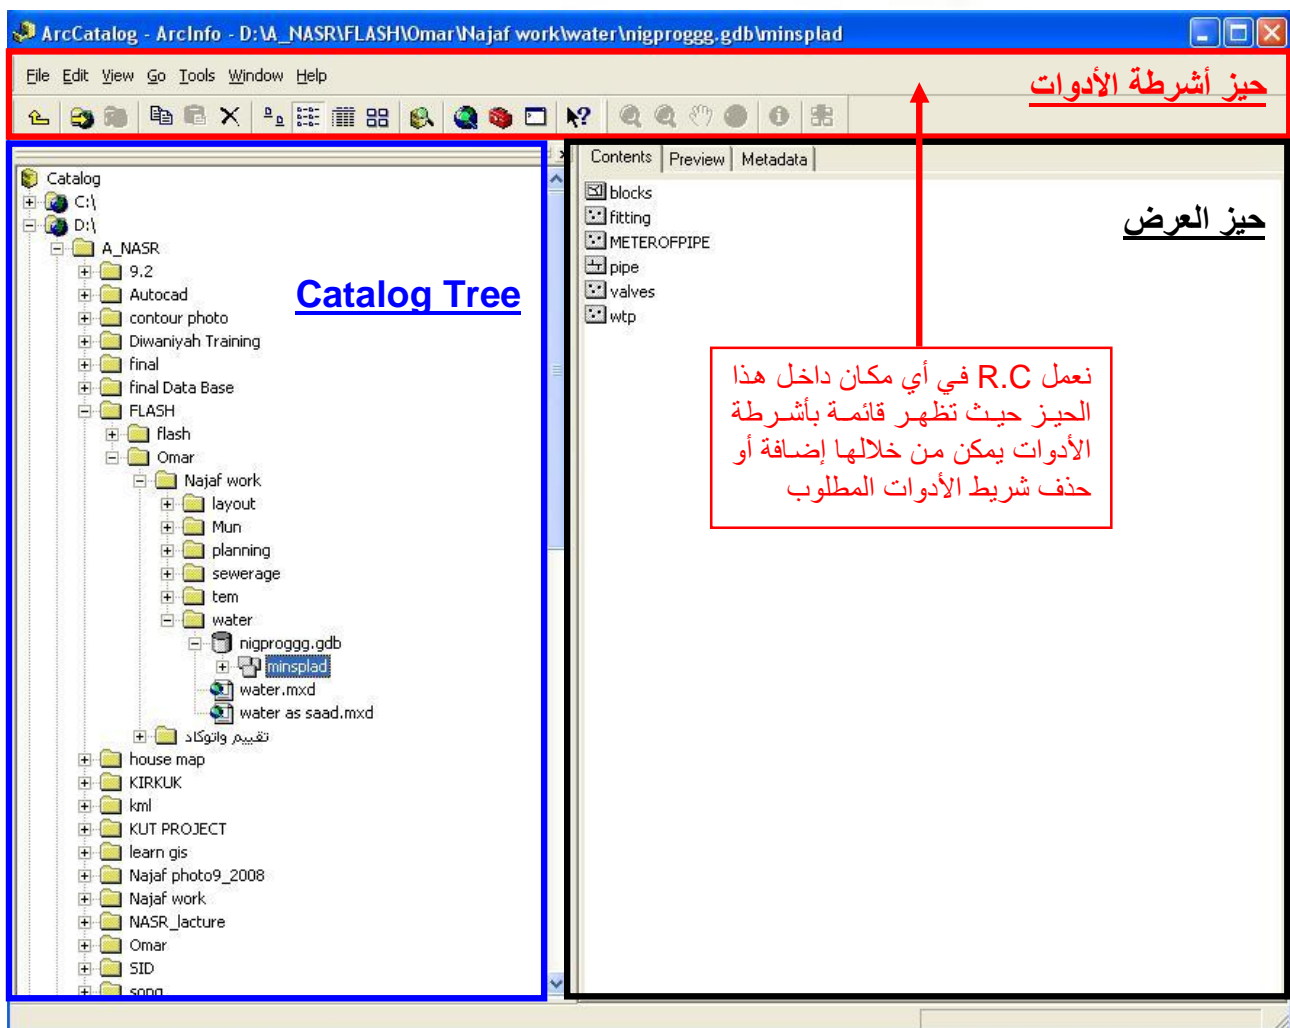 ArcCatalog - ArcInfo - D:\A_NASR\FLASH\Omar\Najaf work\water\nigproggg.gdb\minsplad
File Edit View Go Tools Window Help
حيز أشرطة الأدوات
Catalog
C:\
D:\
A_NASR
9.2
Autocad
contour photo
Diwaniyah Training
final
final Data Base
FLASH
flash
Omar
Najaf work
layout
Mun
planning
sewerage
tem
water
nigproggg.gdb
minsplad
water.mxd
water as saad.mxd
تقييم واتوكاد
house map
KIRKUK
kml
KUT PROJECT
learn gis
Najaf photo9_2008
Najaf work
NASR_lacture
Omar
SID
song
Catalog Tree
Contents Preview Metadata
blocks
fitting
METEROFPIPE
pipe
valves
wtp
حيز العرض
نعمل R.C في أي مكان داخل هذا
الحيز حيث تظهر قائمة بأشرطة
الأدوات يمكن من خلالها إضافة أو
حذف شريط الأدوات المطلوب